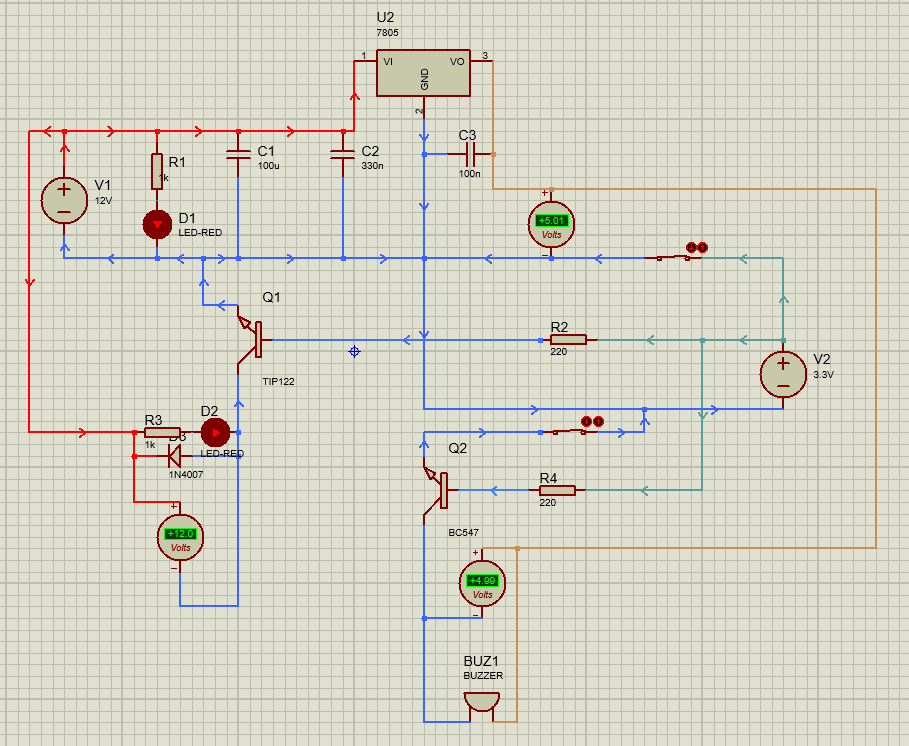 U2
7805
1
VI
VO
3
GND
2
C3
100n
R1
1k
C1
100u
C2
330n
V1
12V
+
+5.01
Volts
D1
LED-RED
Q1
TIP122
R2
220
V2
3.3V
R3
1k
D2
LED-RED
D3
1N4007
Q2
BC547
R4
220
+
+12.0
Volts
+
+4.99
Volts
BUZ1
BUZZER